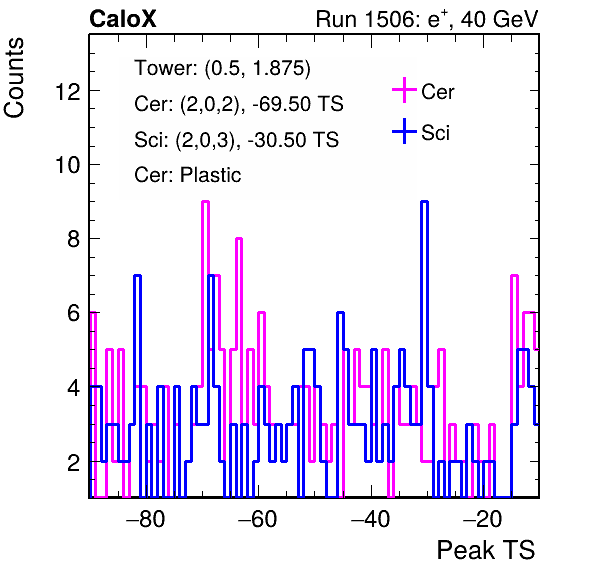 CaloX Run 1506: e⁺, 40 GeV
Counts
Tower: (0.5, 1.875)
Cer: (2,0,2), -69.50 TS
Sci: (2,0,3), -30.50 TS
Cer: Plastic
Cer
Sci
12
10
8
6
4
2
−80 −60 −40 −20
Peak TS